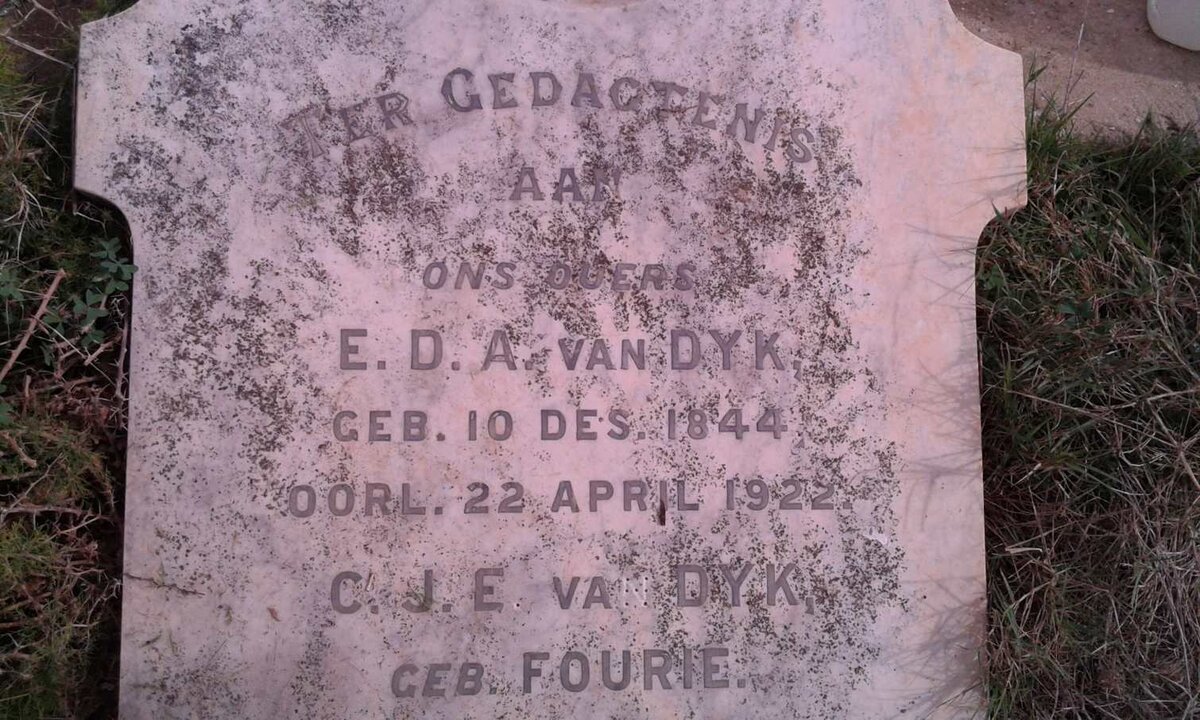 TER GEDACTENIS
AAN
ONS OUERS
E. D. A. VAN DYK,
GEB. 10 DES. 1844,
OORL. 22 APRIL 1922.
C. J. E. VAN DYK,
GEB. FOURIE.